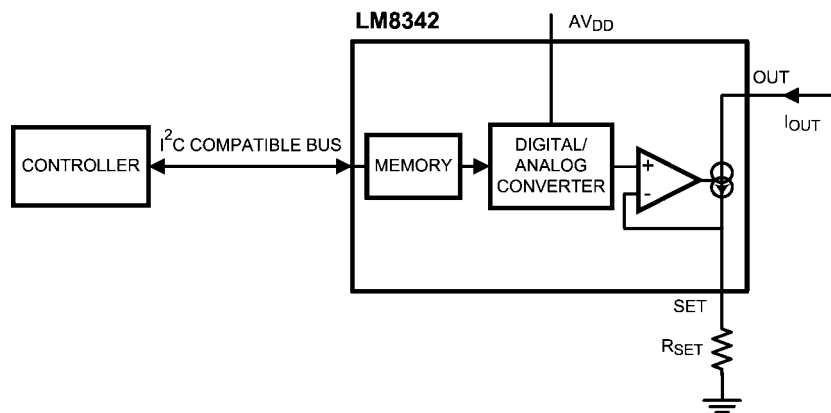 LM8342
AVDD
OUT
IOUT
I²C COMPATIBLE BUS
CONTROLLER
MEMORY
DIGITAL/
ANALOG
CONVERTER
+
-
SET
RSET